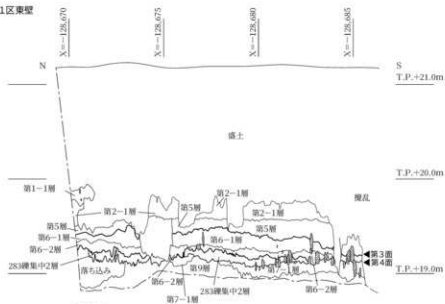 1区東壁
X=-128,670
X=-128,675
X=-128,680
X=-128,685
N
S
T.P.+21.0m
盛土
T.P.+20.0m
第1-1層
第2-1層
第2-1層
撹乱
第5層
第2-1層
第5層
第5層
第6-1層
第6-1層
第6-2層
第3面
第4面
283礫集中2層
落ち込み
第9層
第7-1層
T.P.+19.0m
第6-2層
283礫集中2層
第6-2層
第7-1層